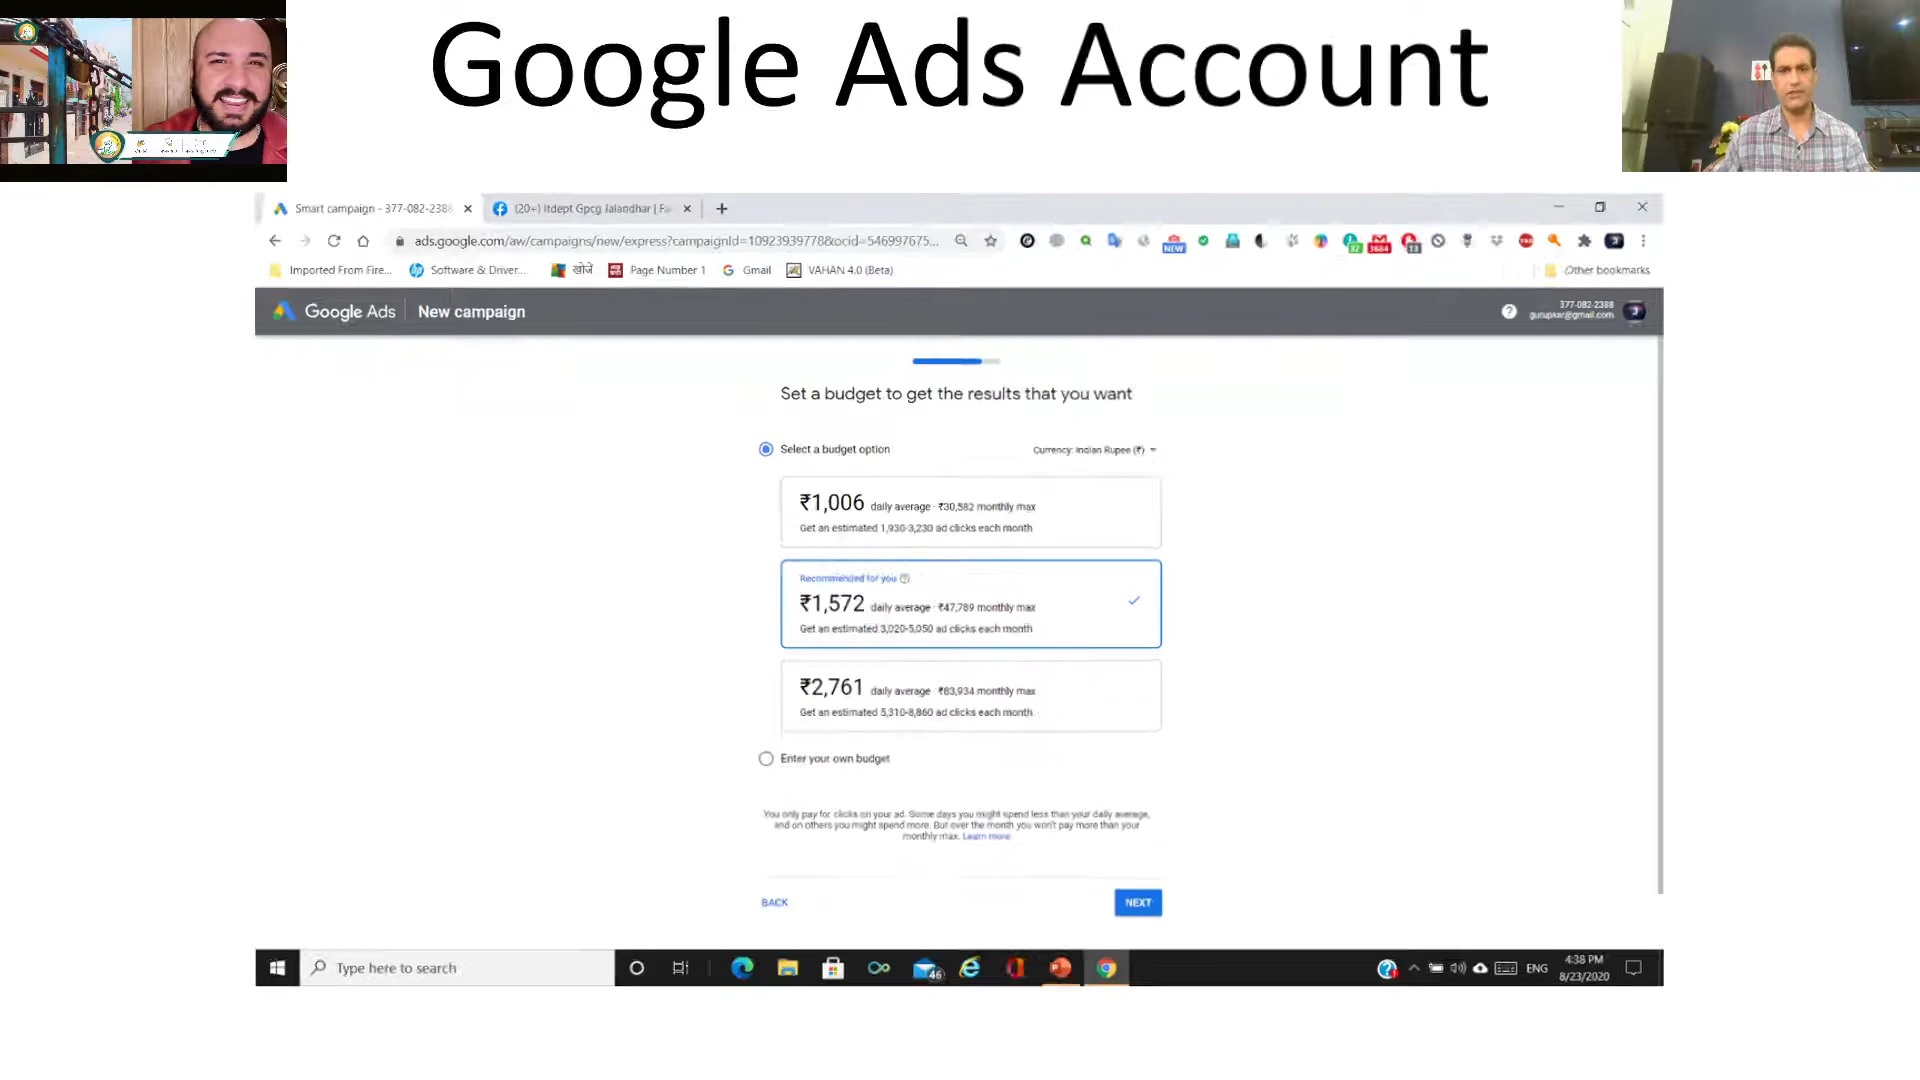 Google Ads Account
Smart campaign - 377-082-2388
(20+) Itdept Gpcg Jalandhar | Fa
ads.google.com/aw/campaigns/new/express?campaignId=10923939778&ocid=546997675...
NEW
Imported From Fire...
Software & Driver...
खोजें
Page Number 1
Gmail
VAHAN 4.0 (Beta)
Other bookmarks
Google Ads
New campaign
377-082-2388
gurupkar@gmail.com
Set a budget to get the results that you want
Select a budget option
Currency: Indian Rupee (₹)
₹1,006 daily average · ₹30,582 monthly max
Get an estimated 1,930-3,230 ad clicks each month
Recommended for you
₹1,572 daily average · ₹47,789 monthly max
Get an estimated 3,020-5,050 ad clicks each month
₹2,761 daily average · ₹83,934 monthly max
Get an estimated 5,310-8,860 ad clicks each month
Enter your own budget
You only pay for clicks on your ad. Some days you might spend less than your daily average,
and on others you might spend more. But over the month you won't pay more than your
monthly max. Learn more
BACK
NEXT
Type here to search
46
ENG
4:38 PM
8/23/2020